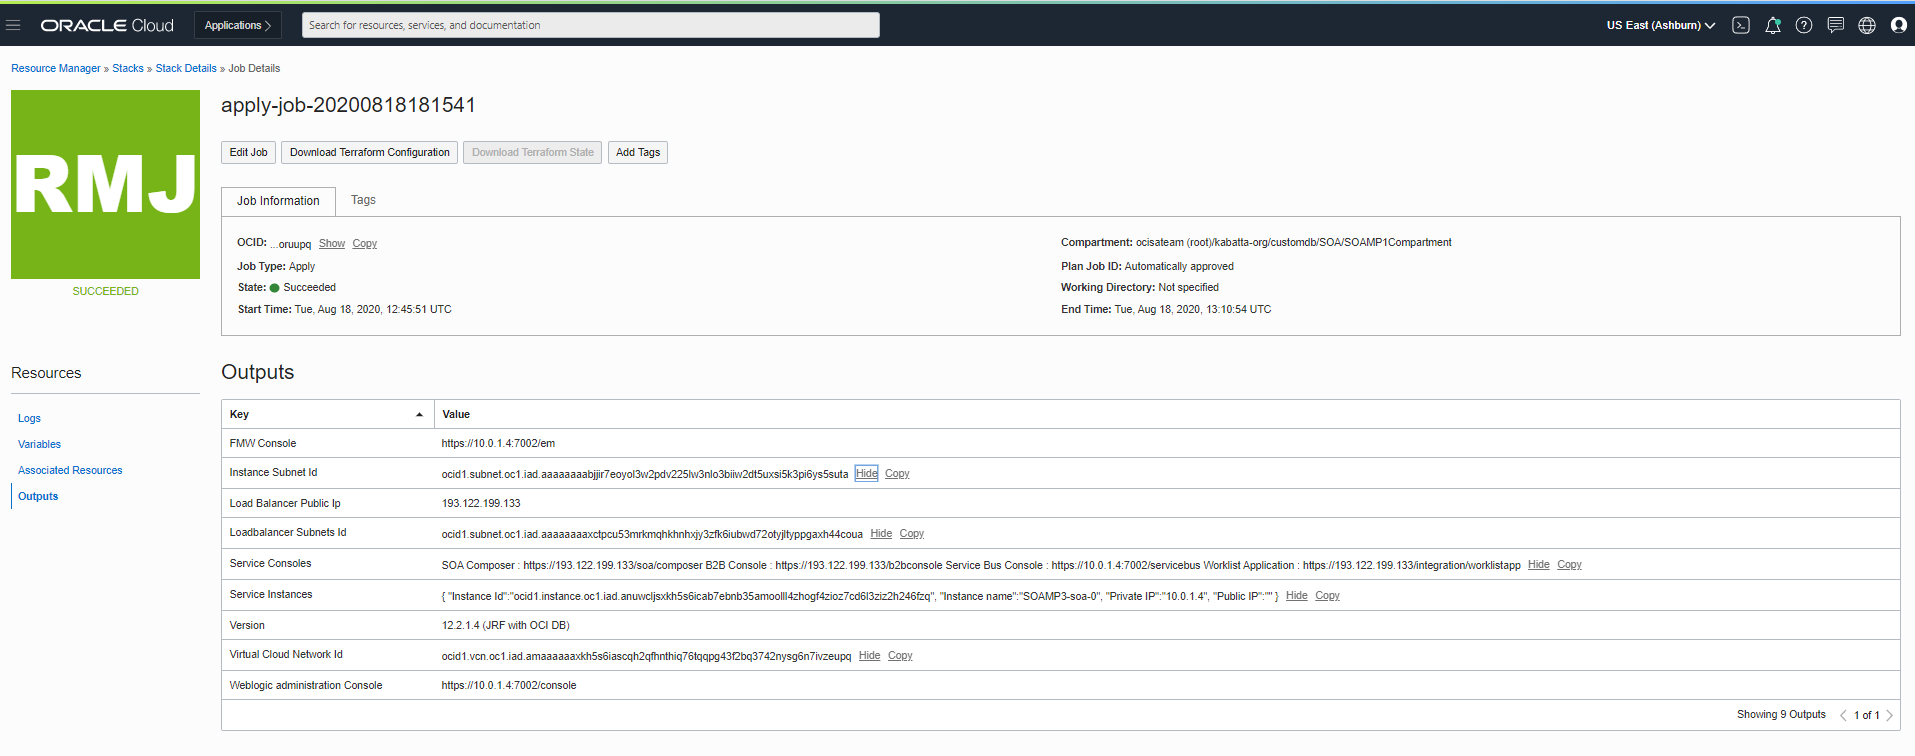 ORACLE Cloud
Applications
Search for resources, services, and documentation
US East (Ashburn)
Resource Manager » Stacks » Stack Details » Job Details
RMJ
SUCCEEDED
apply-job-20200818181541
Edit Job
Download Terraform Configuration
Download Terraform State
Add Tags
Job Information
Tags
OCID: ...oruupq Show Copy
Job Type: Apply
State: Succeeded
Start Time: Tue, Aug 18, 2020, 12:45:51 UTC
Compartment: ocisateam (root)/kabatta-org/customdb/SOA/SOAMP1Compartment
Plan Job ID: Automatically approved
Working Directory: Not specified
End Time: Tue, Aug 18, 2020, 13:10:54 UTC
Resources
Logs
Variables
Associated Resources
Outputs
Outputs
Key Value
FMW Console https://10.0.1.4:7002/em
Instance Subnet Id ocid1.subnet.oc1.iad.aaaaaaaabjjir7eoyol3w2pdv225lw3nlo3biiw2dt5uxsi5k3pi6ys5suta Hide Copy
Load Balancer Public Ip 193.122.199.133
Loadbalancer Subnets Id ocid1.subnet.oc1.iad.aaaaaaaaxctpcu53mrkmqhkhnhxjy3zfk6iubwd72otyjltyppgaxh44coua Hide Copy
Service Consoles SOA Composer : https://193.122.199.133/soa/composer B2B Console : https://193.122.199.133/b2bconsole Service Bus Console : https://10.0.1.4:7002/servicebus Worklist Application : https://193.122.199.133/integration/worklistapp Hide Copy
Service Instances { "Instance Id":"ocid1.instance.oc1.iad.anuwcljsxkh5s6icab7ebnb35amoolll4zhogf4zioz7cd6l3ziz2h246fzq", "Instance name":"SOAMP3-soa-0", "Private IP":"10.0.1.4", "Public IP":"" } Hide Copy
Version 12.2.1.4 (JRF with OCI DB)
Virtual Cloud Network Id ocid1.vcn.oc1.iad.amaaaaaaxkh5s6iascqh2qfhnthiq76tqqpg43f2bq3742nysg6n7ivzeupq Hide Copy
Weblogic administration Console https://10.0.1.4:7002/console
Showing 9 Outputs
1 of 1